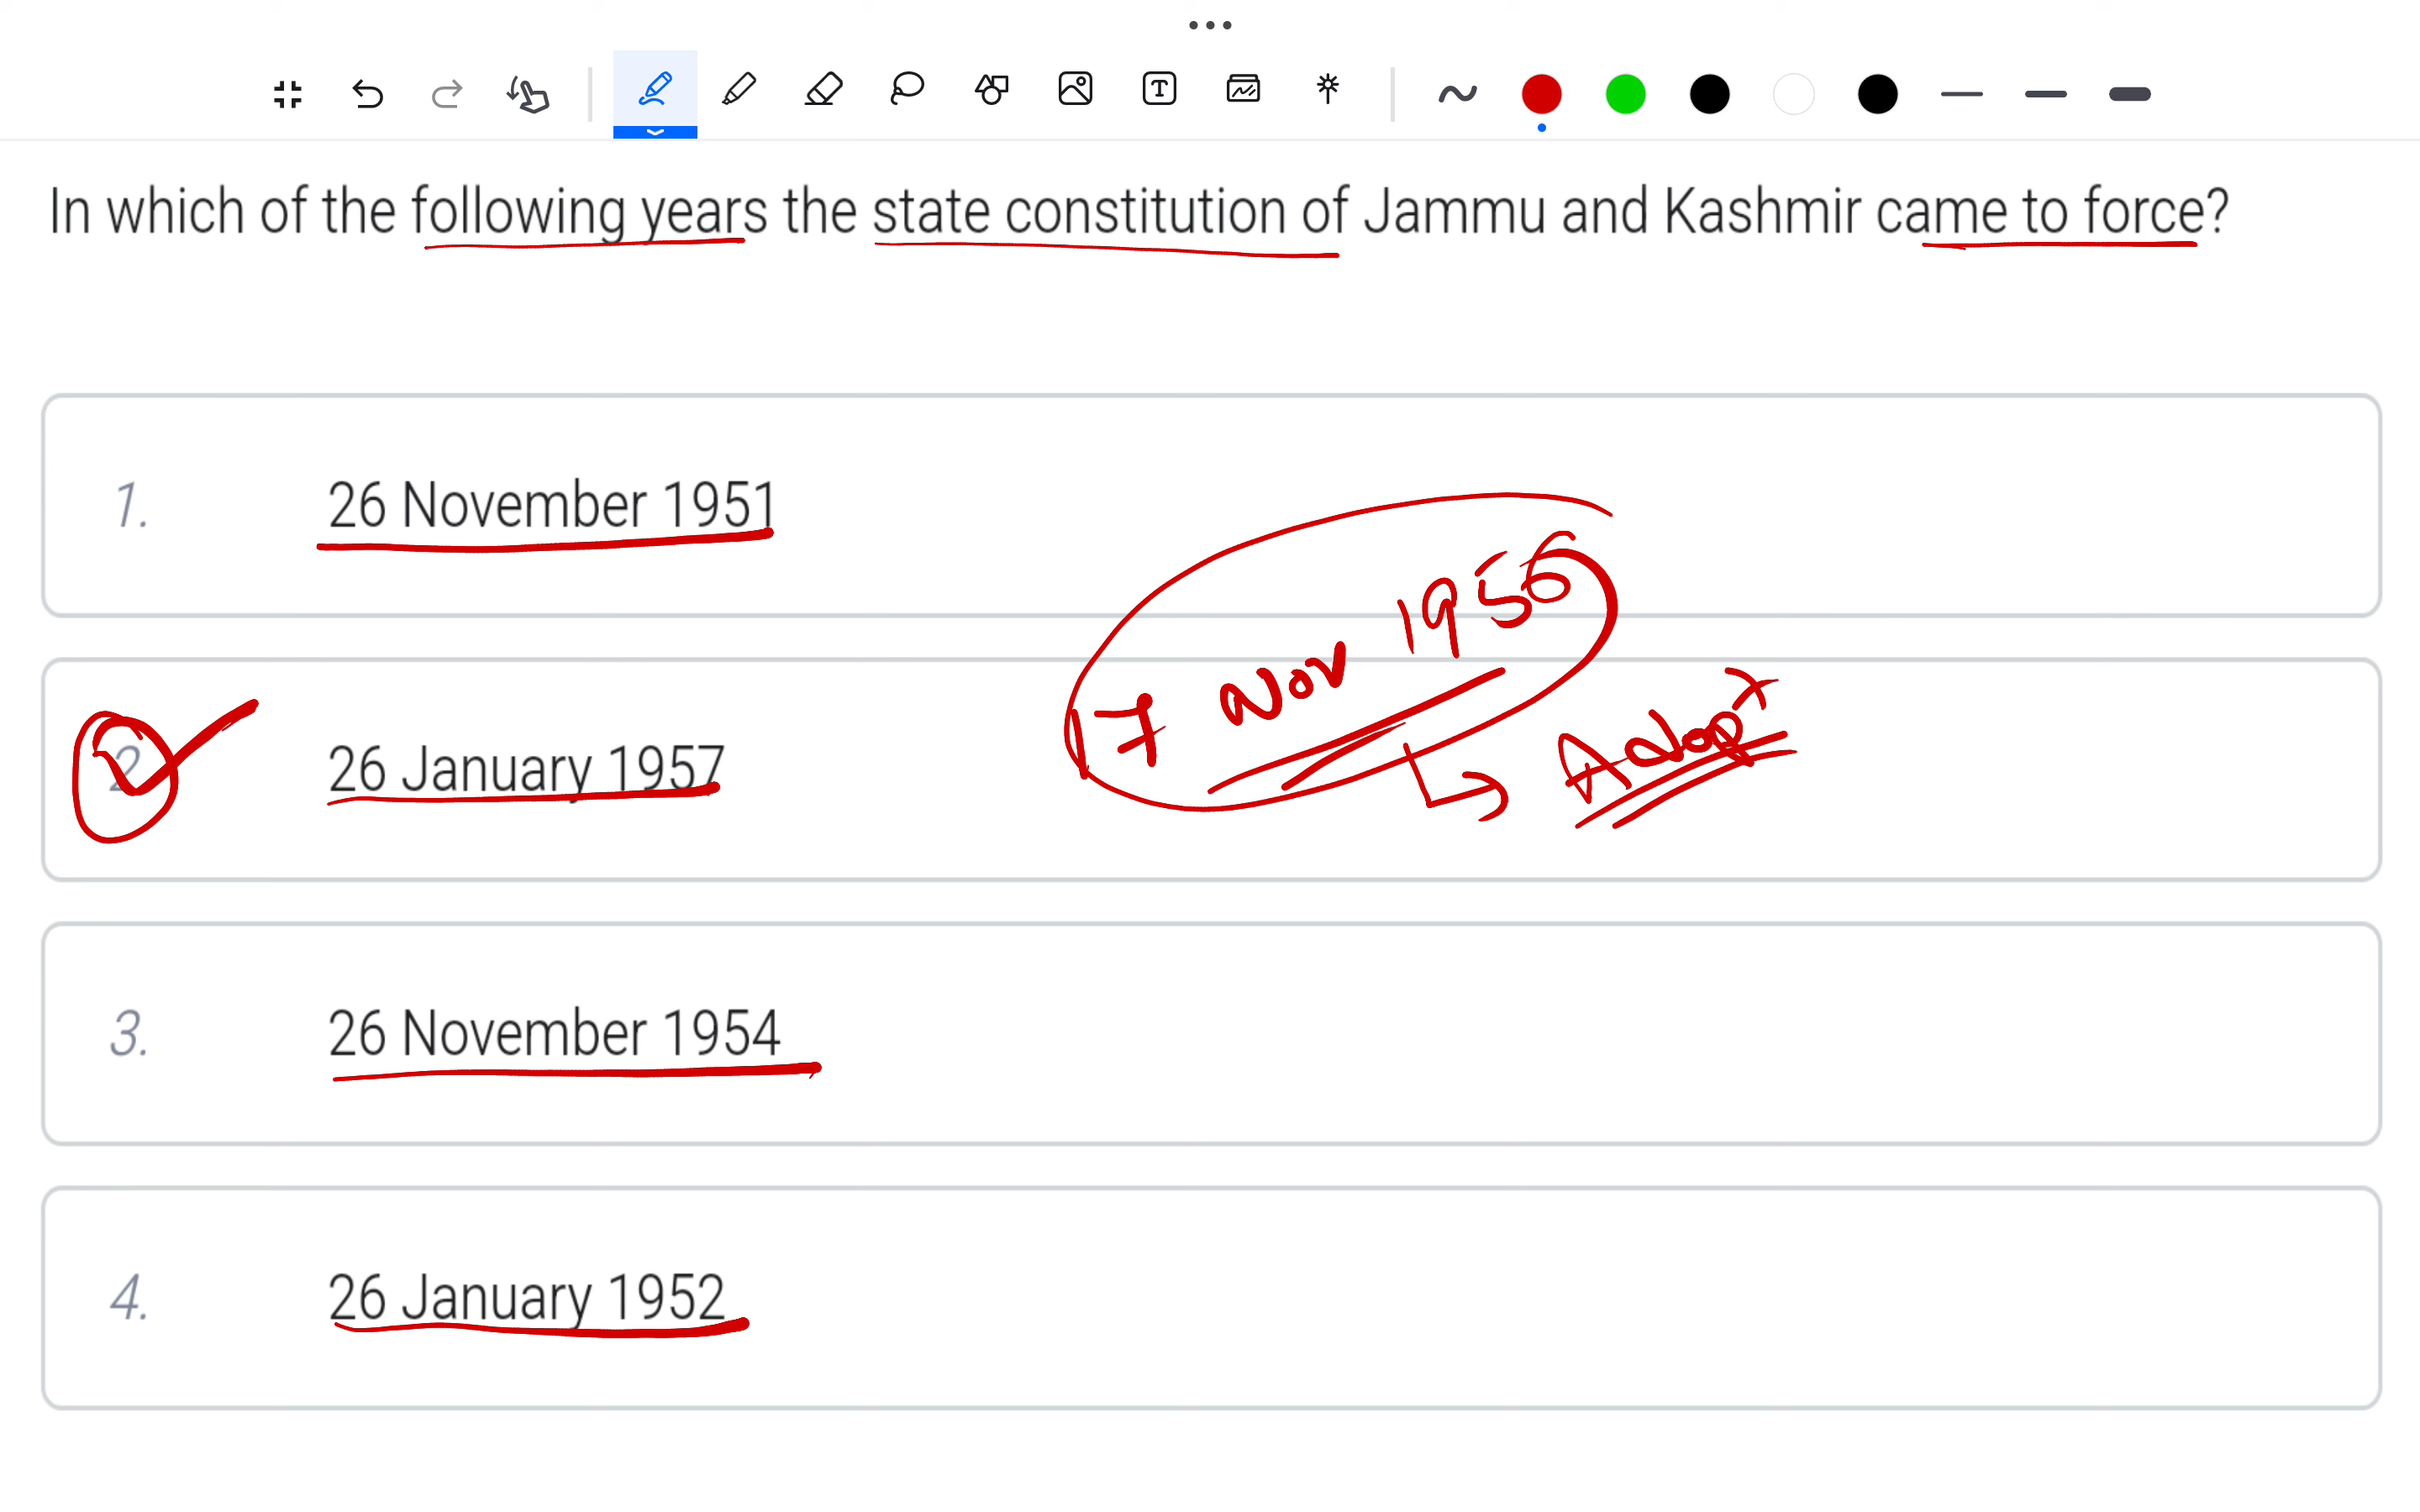 In which of the following years the state constitution of Jammu and Kashmir came to force?
1. 26 November 1951
17 Nov 1956
2 26 January 1957
Adopt
3. 26 November 1954
4. 26 January 1952